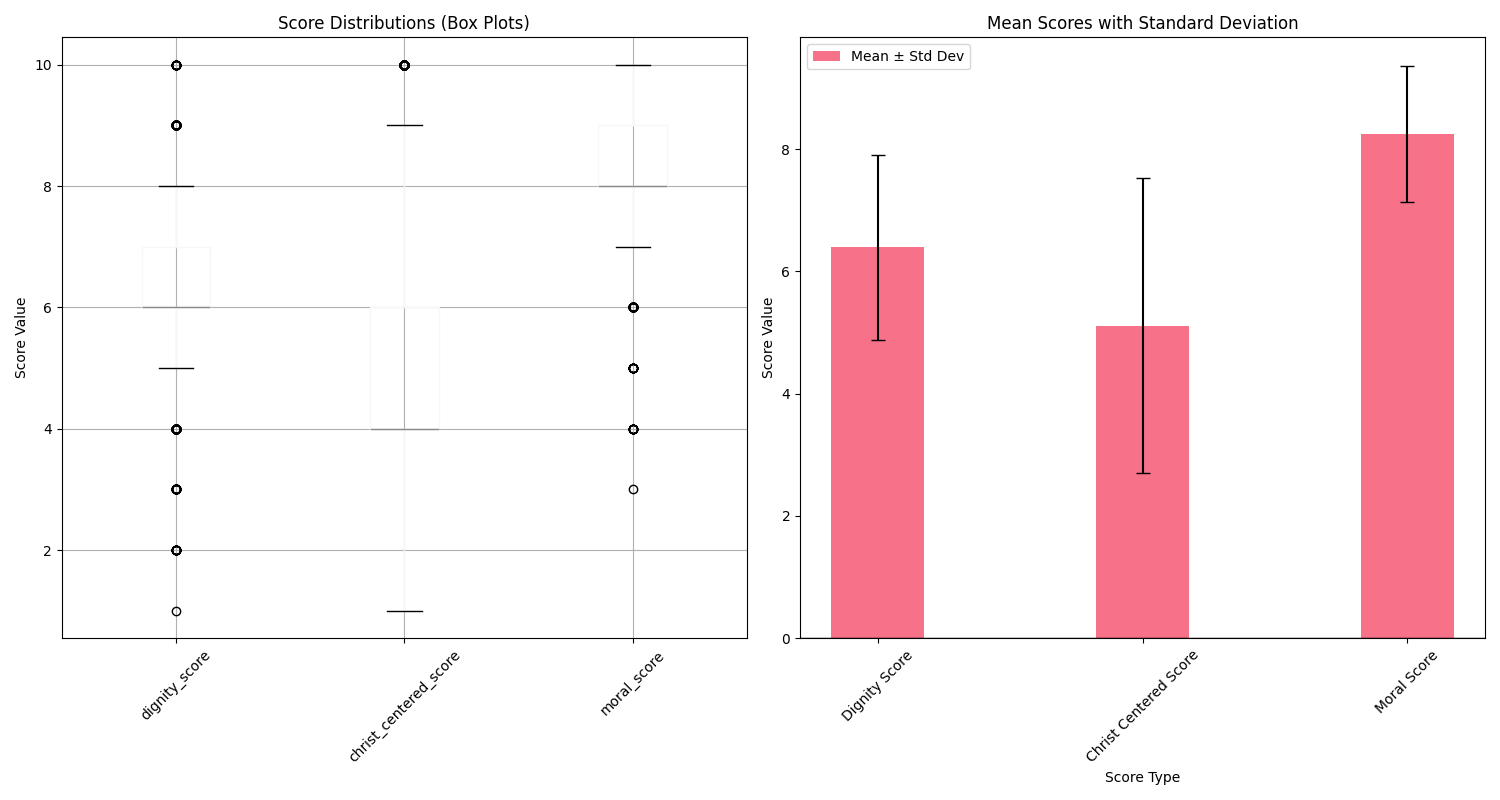 Score Distributions (Box Plots)
Score Value
10
8
6
4
2
dignity_score
christ_centered_score
moral_score
Mean Scores with Standard Deviation
Mean ± Std Dev
Score Value
8
6
4
2
0
Dignity Score
Christ Centered Score
Moral Score
Score Type